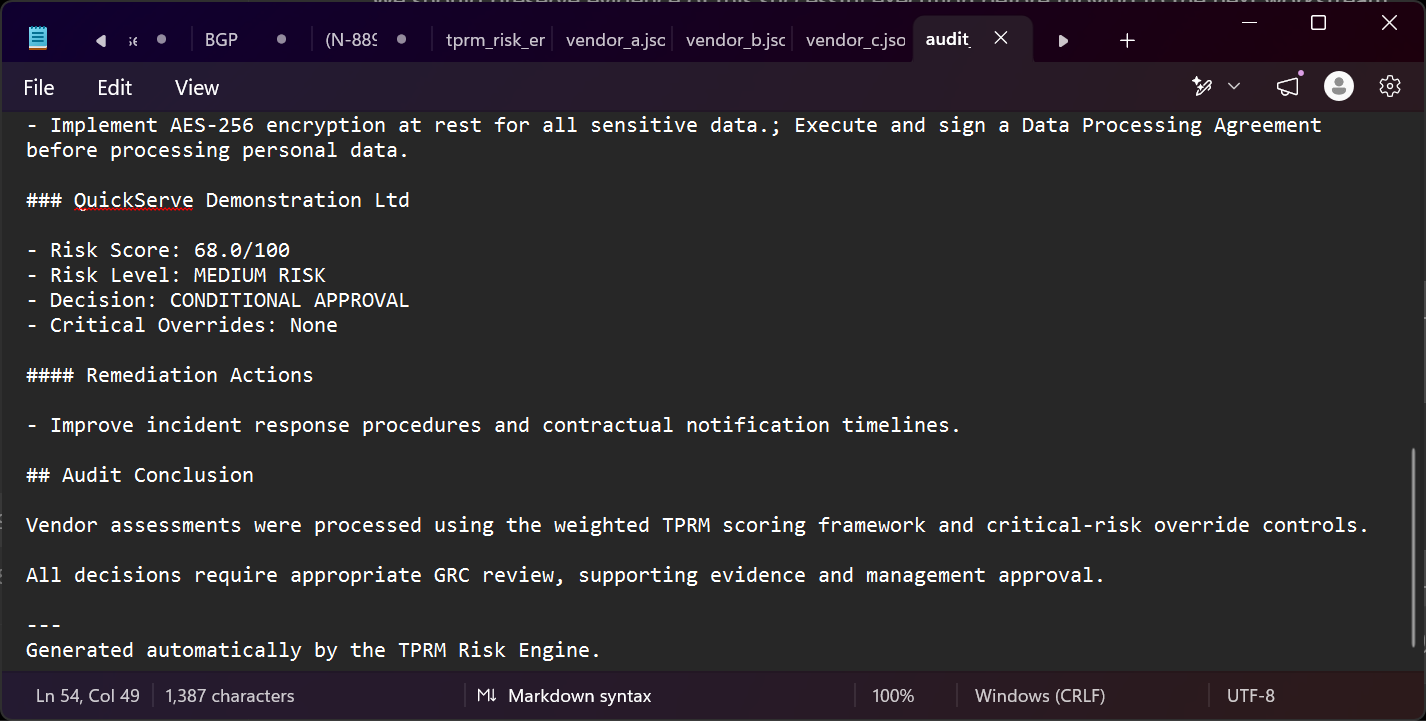 BGP
(N-889
tprm_risk_er
vendor_a.jsc
vendor_b.jsc
vendor_c.jso
audit_
File Edit View
- Implement AES-256 encryption at rest for all sensitive data.; Execute and sign a Data Processing Agreement
before processing personal data.
### QuickServe Demonstration Ltd
- Risk Score: 68.0/100
- Risk Level: MEDIUM RISK
- Decision: CONDITIONAL APPROVAL
- Critical Overrides: None
#### Remediation Actions
- Improve incident response procedures and contractual notification timelines.
## Audit Conclusion
Vendor assessments were processed using the weighted TPRM scoring framework and critical-risk override controls.
All decisions require appropriate GRC review, supporting evidence and management approval.
---
Generated automatically by the TPRM Risk Engine.
Ln 54, Col 49 1,387 characters M↓ Markdown syntax 100% Windows (CRLF) UTF-8